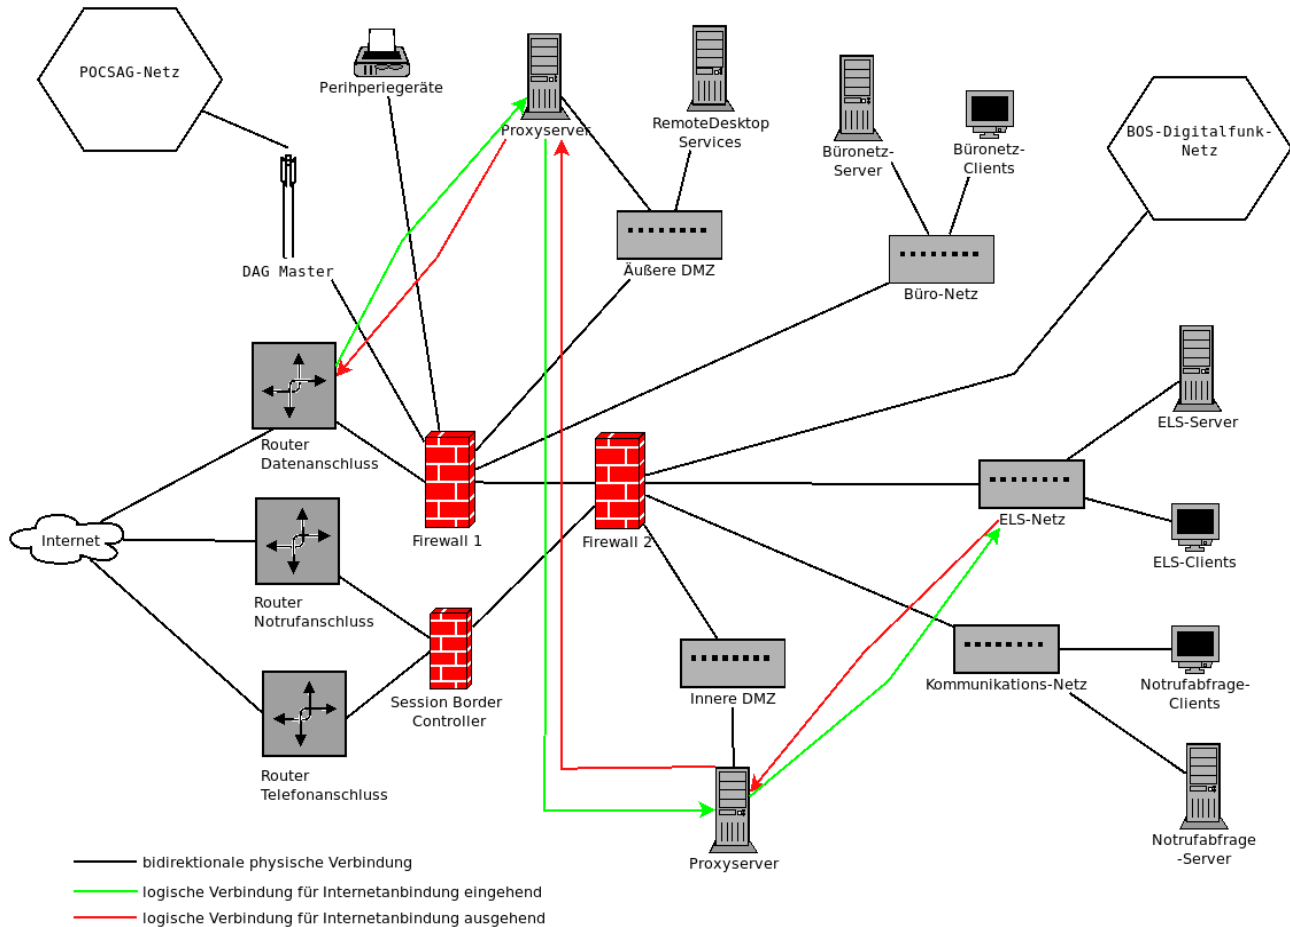 POCSAG-Netz
Perihperiegeräte
Proxyserver
RemoteDesktop
Services
Büronetz-
Server
Büronetz-
Clients
BOS-Digitalfunk-
Netz
DAG Master
Äußere DMZ
Büro-Netz
Router
Datenanschluss
ELS-Server
Internet
Firewall 1
Firewall 2
ELS-Netz
ELS-Clients
Router
Notrufanschluss
Session Border
Controller
Innere DMZ
Kommunikations-Netz
Notrufabfrage-
Clients
Router
Telefonanschluss
Proxyserver
Notrufabfrage
-Server
bidirektionale physische Verbindung
logische Verbindung für Internetanbindung eingehend
logische Verbindung für Internetanbindung ausgehend